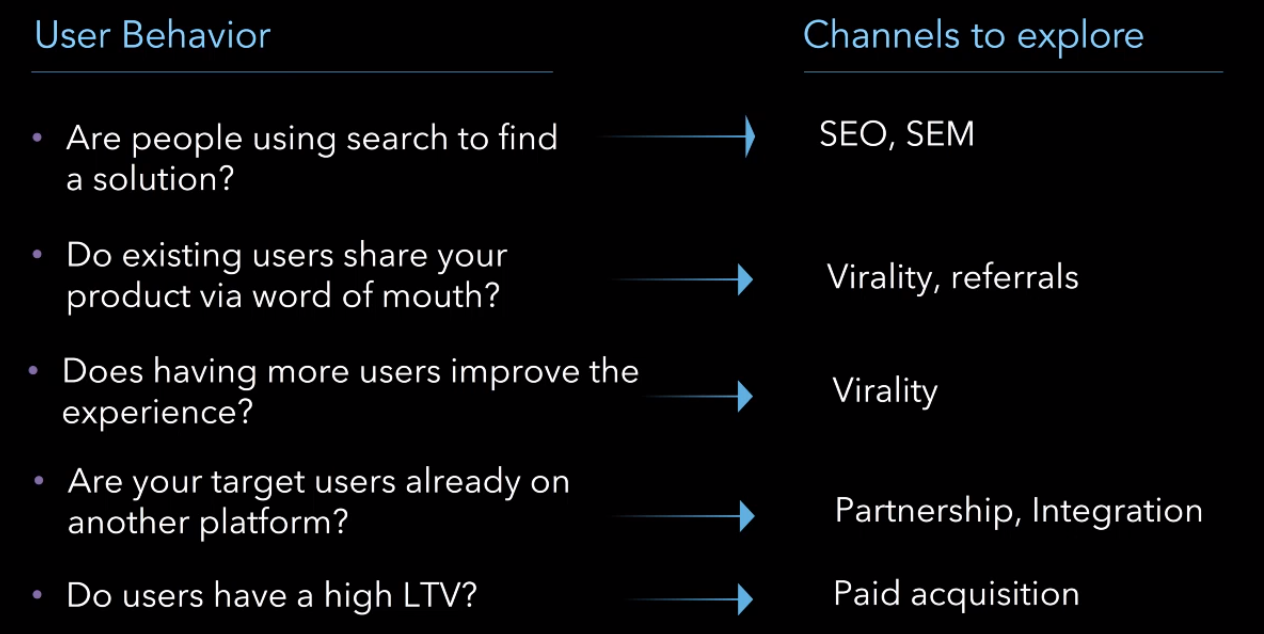 User Behavior
Channels to explore
• Are people using search to find
a solution?
SEO, SEM
• Do existing users share your
product via word of mouth?
Virality, referrals
• Does having more users improve the
experience?
Virality
• Are your target users already on
another platform?
Partnership, Integration
• Do users have a high LTV?
Paid acquisition